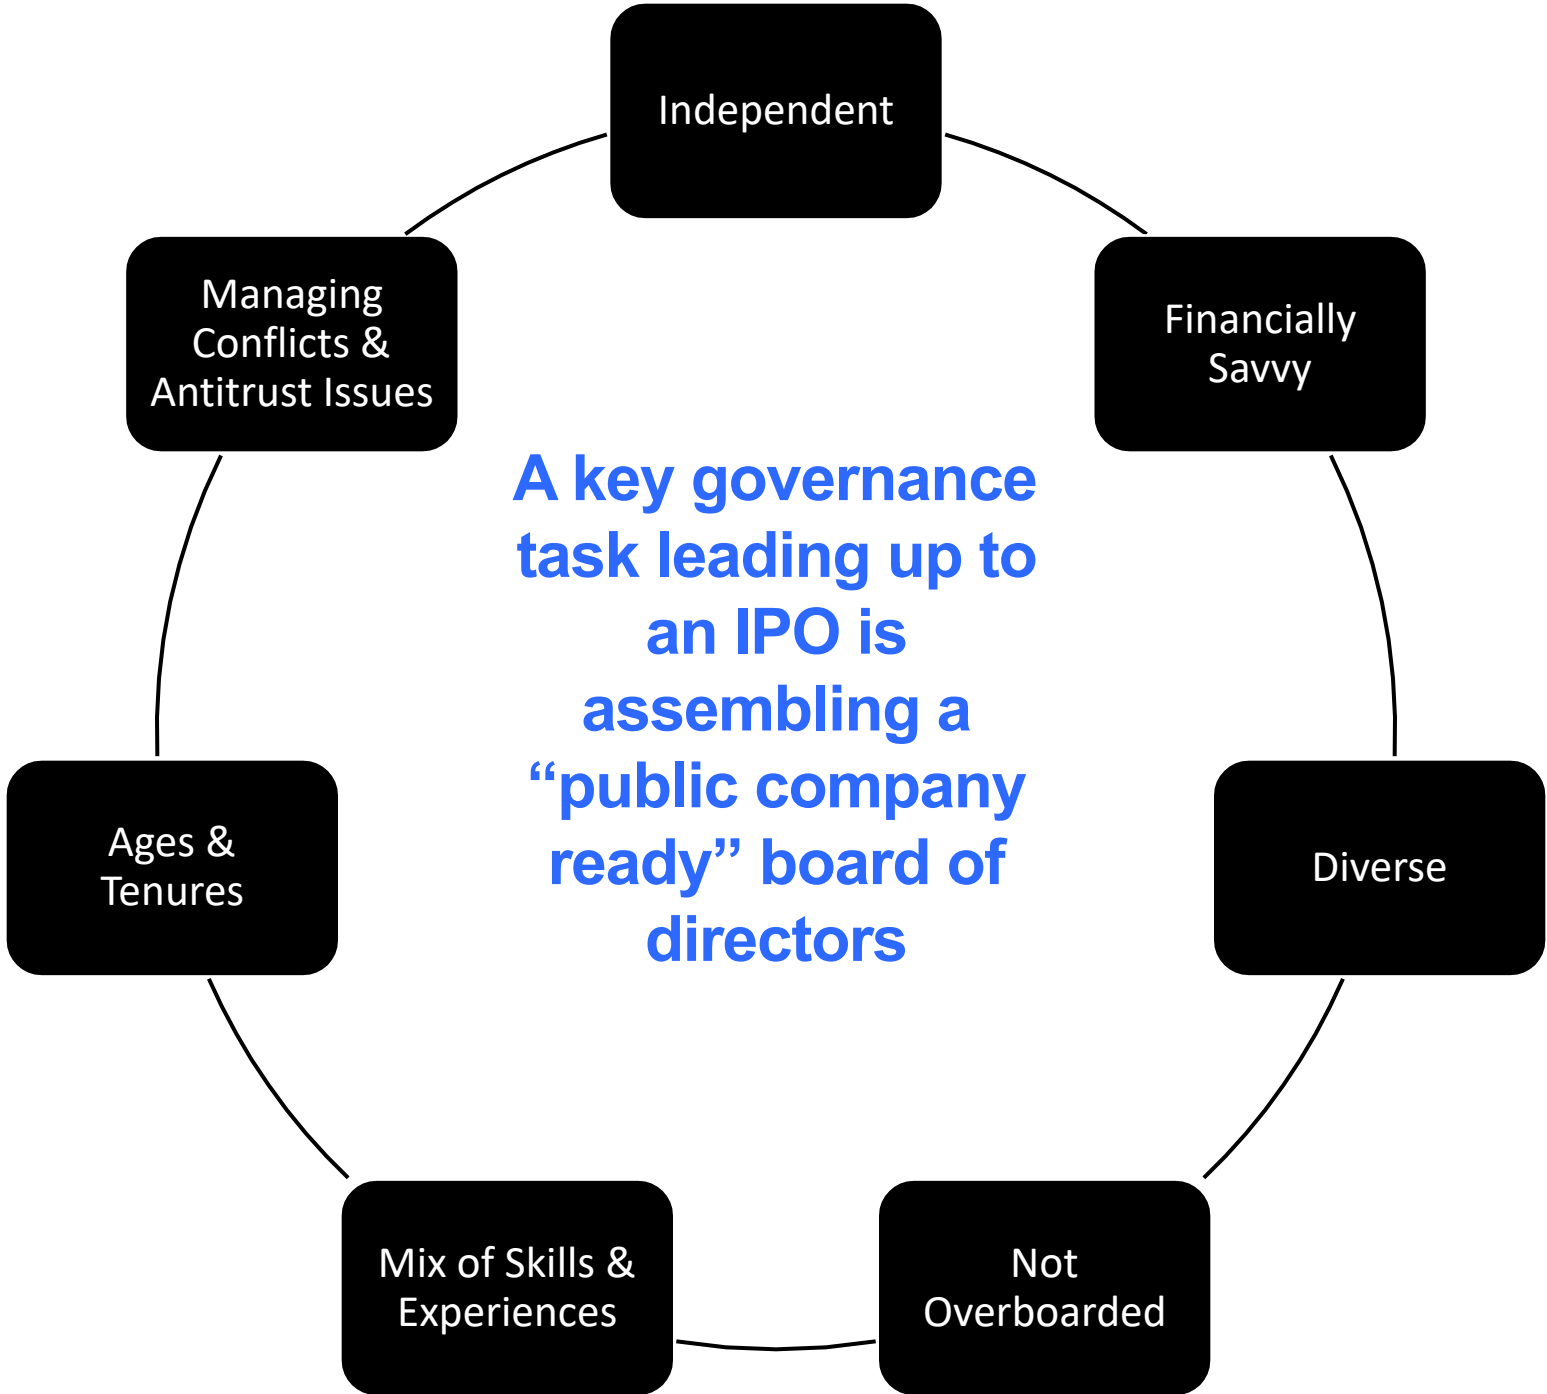 Independent
Financially
Savvy
Diverse
Not
Overboarded
Mix of Skills &
Experiences
Ages &
Tenures
Managing
Conflicts &
Antitrust Issues
A key governance
task leading up to
an IPO is
assembling a
“public company
ready” board of
directors